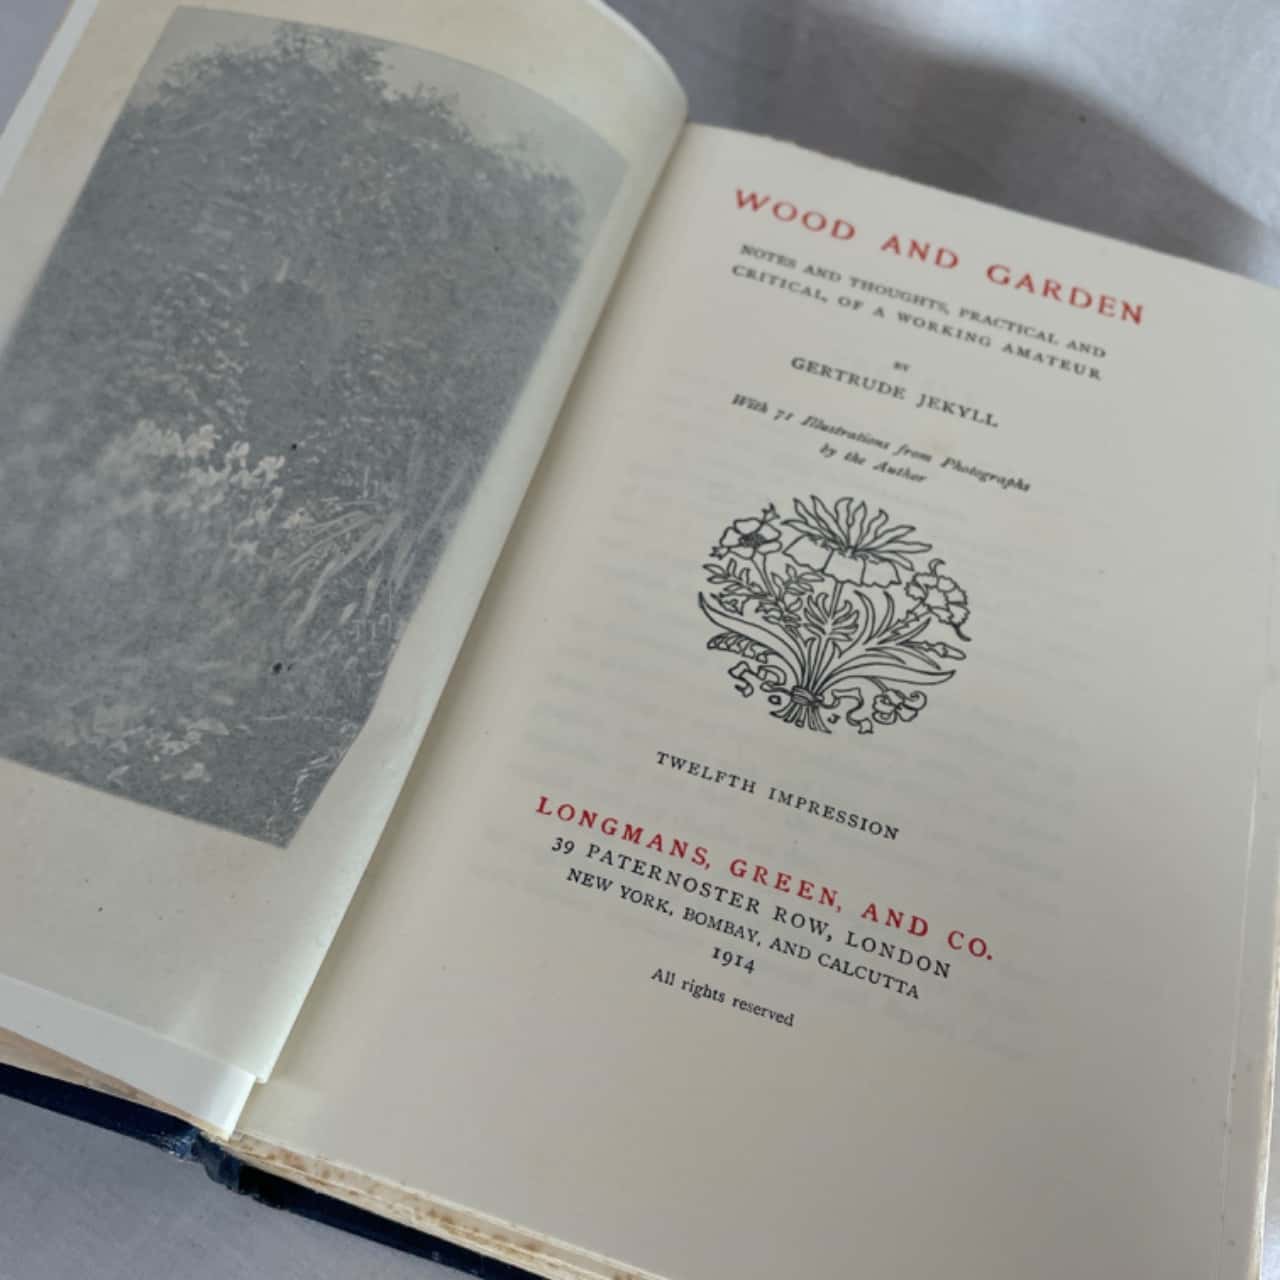 WOOD AND GARDEN
NOTES AND THOUGHTS, PRACTICAL AND
CRITICAL, OF A WORKING AMATEUR
BY
GERTRUDE JEKYLL
With 71 Illustrations from Photographs
by the Author
G J
TWELFTH IMPRESSION
LONGMANS, GREEN, AND CO.
39 PATERNOSTER ROW, LONDON
NEW YORK, BOMBAY, AND CALCUTTA
1914
All rights reserved